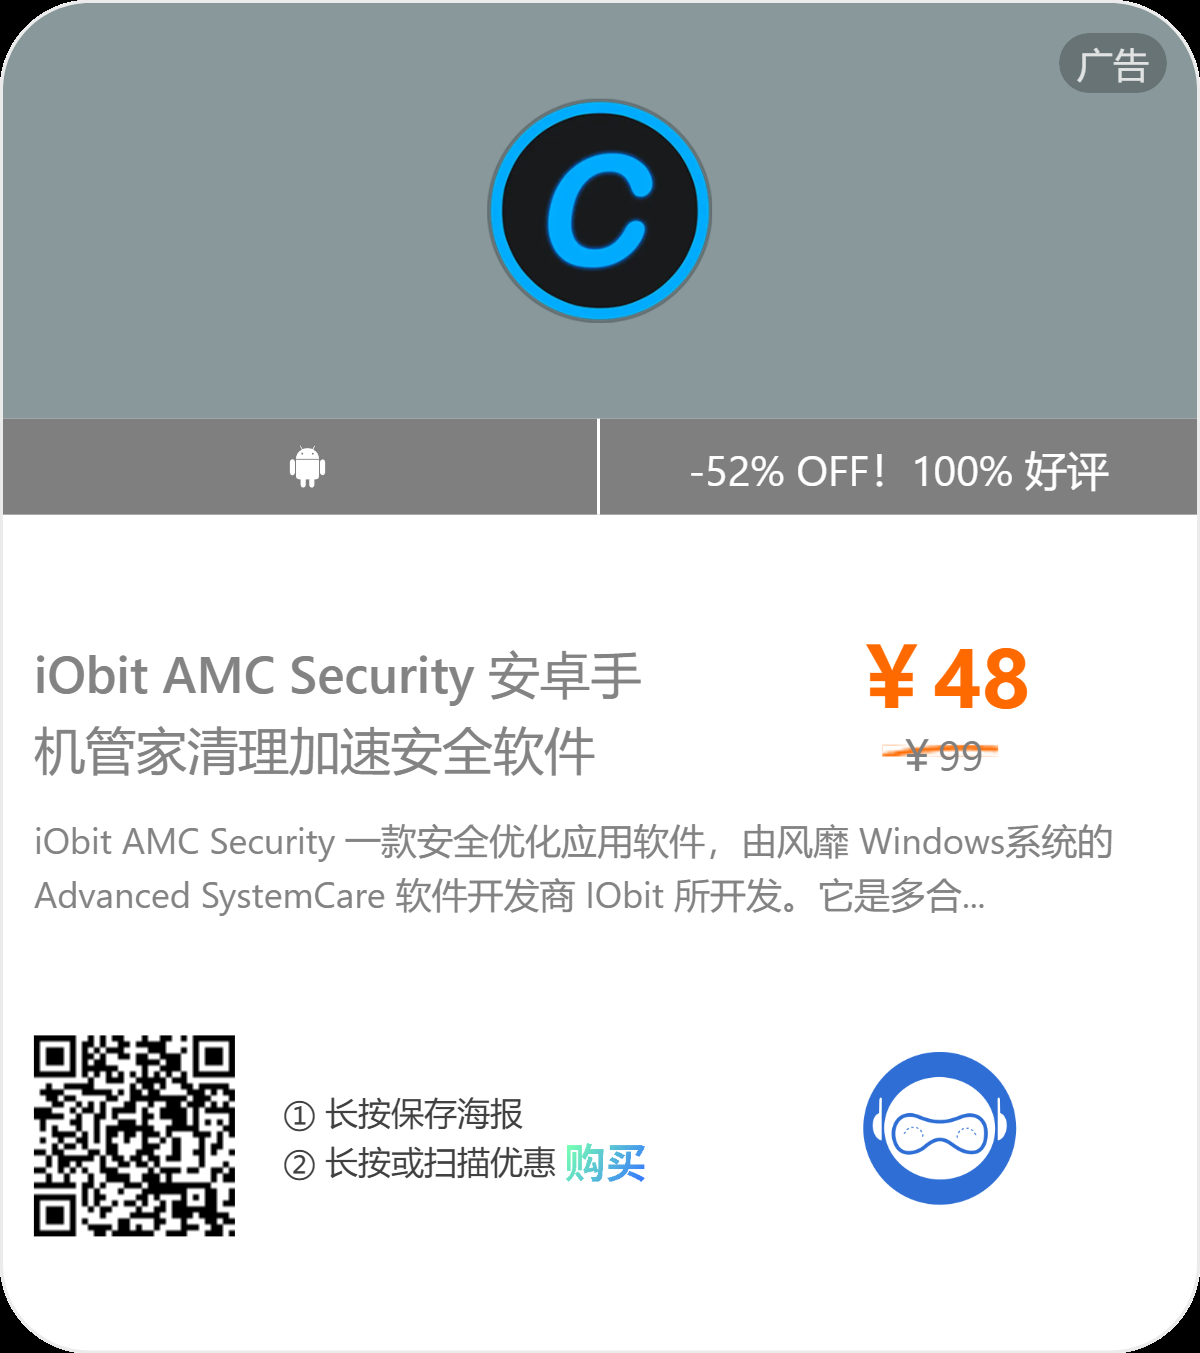 广告
-52% OFF！100% 好评
iObit AMC Security 安卓手
机管家清理加速安全软件
¥ 48
¥ 99
iObit AMC Security 一款安全优化应用软件，由风靡 Windows系统的
Advanced SystemCare 软件开发商 IObit 所开发。它是多合...
① 长按保存海报
② 长按或扫描优惠 购买